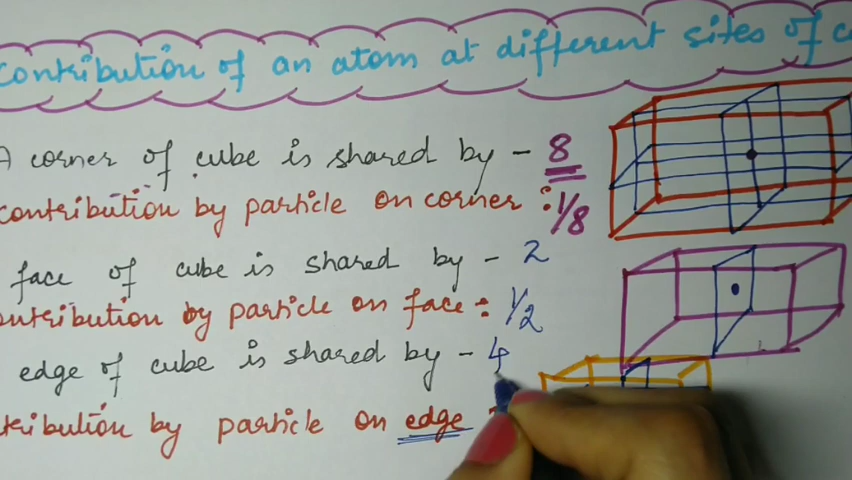 contribution of an atom at different sites of c
A corner of cube is shared by - 8
contribution by particle on corner : 1/8
face of cube is shared by - 2
ontribution by particle on face : 1/2
edge of cube is shared by - 4
tribution by particle on edge